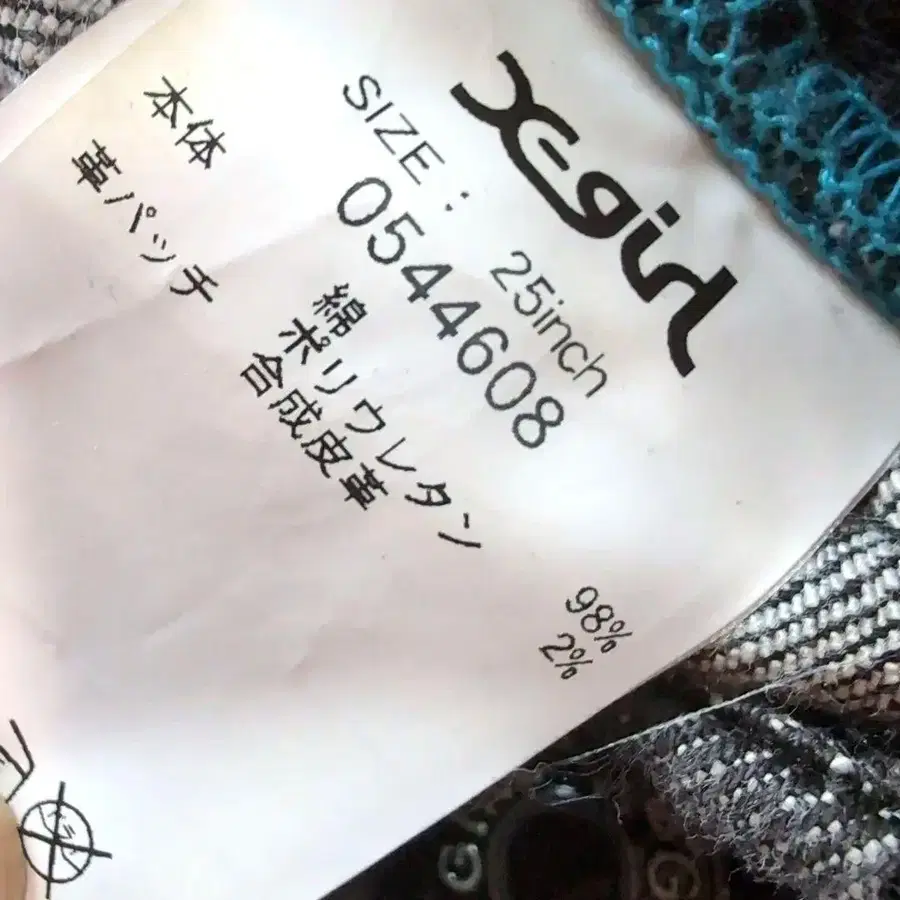 X-girl
SIZE : 25inch
0544608
本体 綿 98%
ポリウレタン 2%
革パッチ 合成皮革